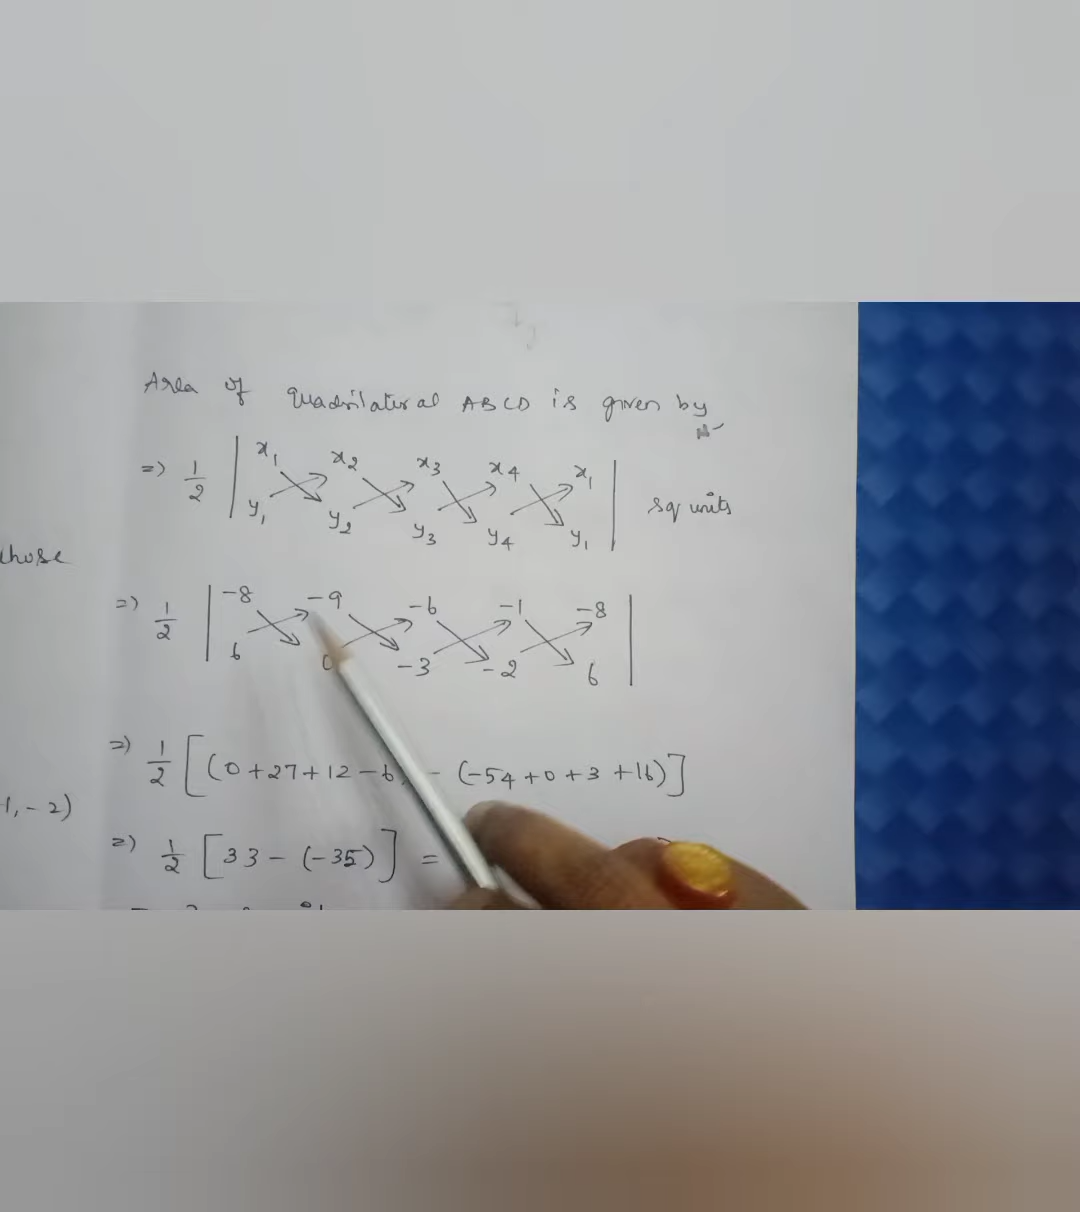 Area of quadrilateral ABCD is given by
=> 1/2 | x1 x2 x3 x4 x1 | sq units
y1 y2 y3 y4 y1
=> 1/2 | -8 -9 -6 -1 -8 |
6 0 -3 -2 6
=> 1/2 [(0+27+12-6) - (-54+0+3+16)]
-2)
=> 1/2 [33-(-35)] =